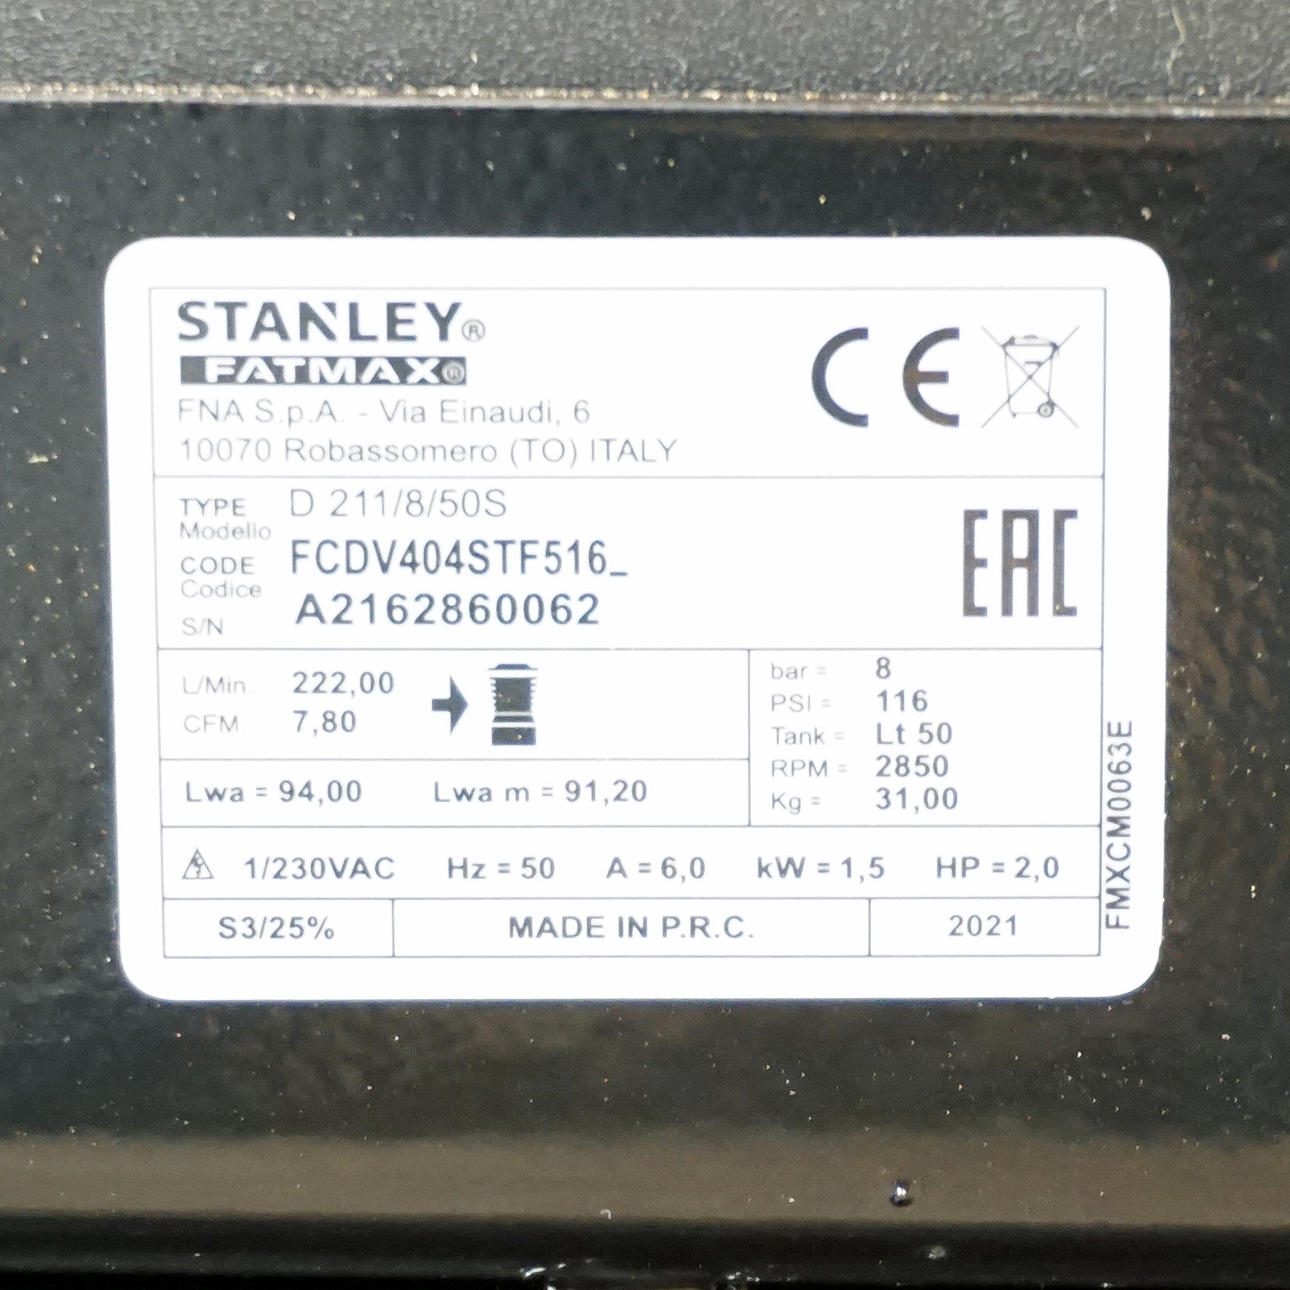 STANLEY®
FATMAX®
FNA S.p.A. - Via Einaudi, 6
10070 Robassomero (TO) ITALY
CE
TYPE D 211/8/50S
Modello
CODE FCDV404STF516_
Codice
S/N A2162860062
EAC
L/Min. 222,00
CFM. 7,80
bar = 8
PSI = 116
Tank = Lt 50
RPM = 2850
Kg = 31,00
Lwa = 94,00 Lwa m = 91,20
1/230VAC Hz = 50 A = 6,0 kW = 1,5 HP = 2,0
S3/25% MADE IN P.R.C. 2021
FMXCM0063E